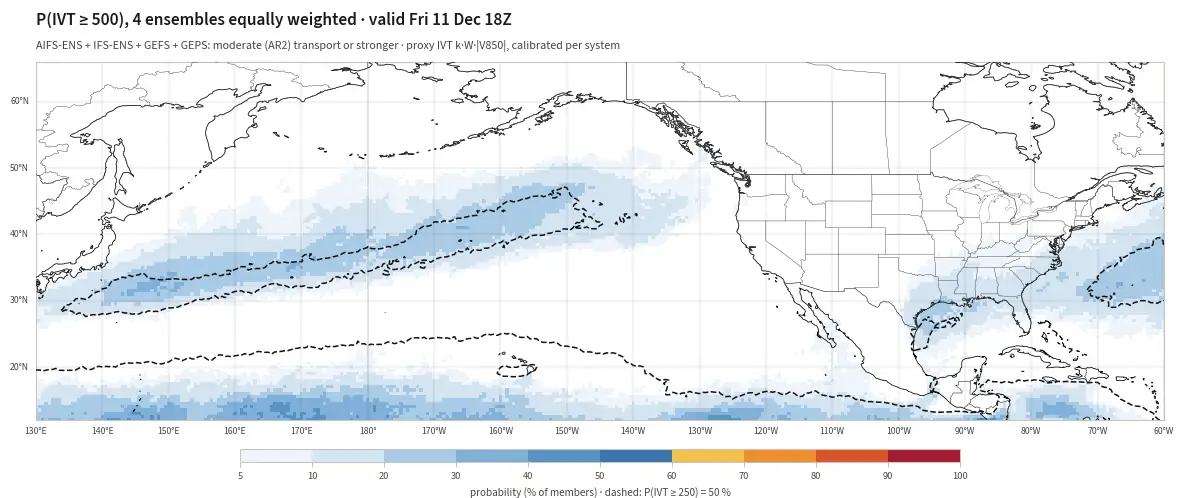 P(IVT ≥ 500), 4 ensembles equally weighted · valid Fri 11 Dec 18Z
AIFS-ENS + IFS-ENS + GEFS + GEPS: moderate (AR2) transport or stronger · proxy IVT k·W·|V850|, calibrated per system
60°N
50°N
40°N
30°N
20°N
130°E 140°E 150°E 160°E 170°E 180° 170°W 160°W 150°W 140°W 130°W 120°W 110°W 100°W 90°W 80°W 70°W 60°W
5 10 20 30 40 50 60 70 80 90 100
probability (% of members) · dashed: P(IVT ≥ 250) = 50 %